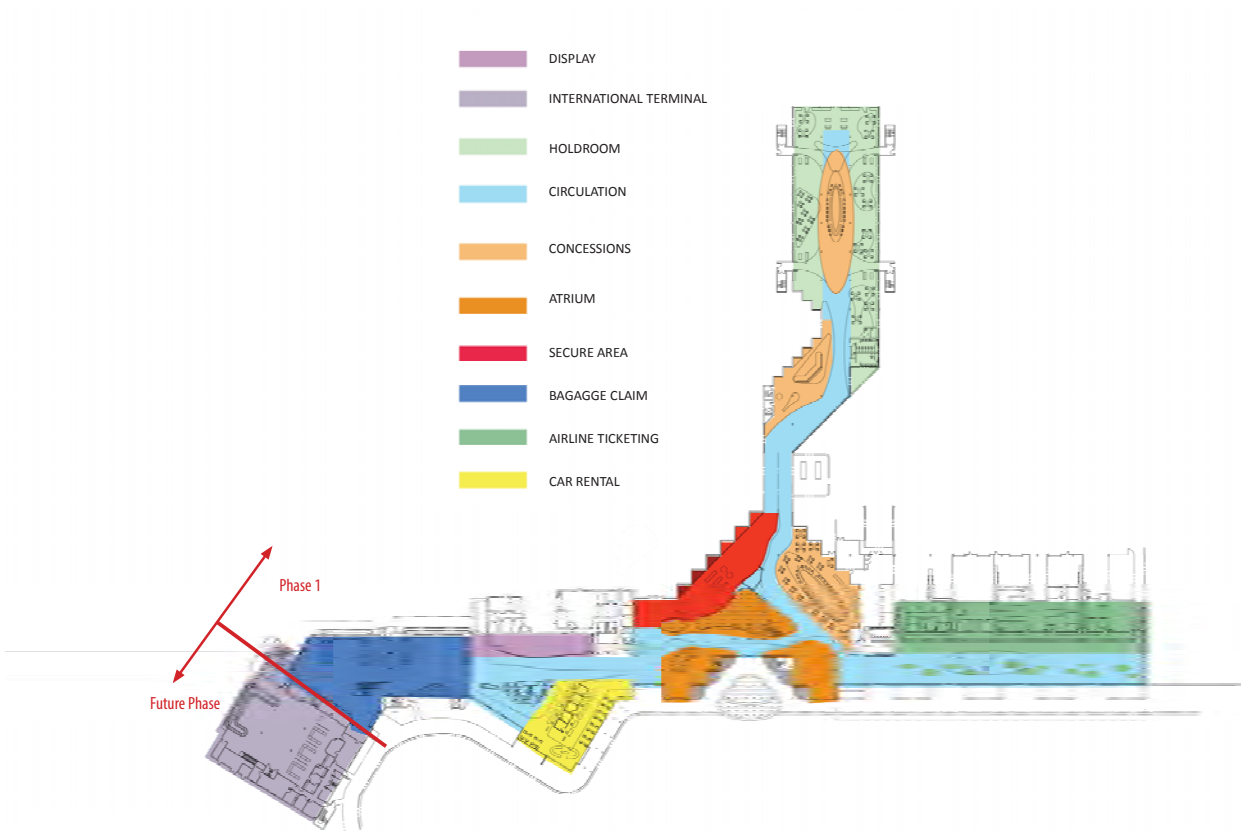 DISPLAY
INTERNATIONAL TERMINAL
HOLDROOM
CIRCULATION
CONCESSIONS
ATRIUM
SECURE AREA
BAGAGGE CLAIM
AIRLINE TICKETING
CAR RENTAL
Phase 1
Future Phase